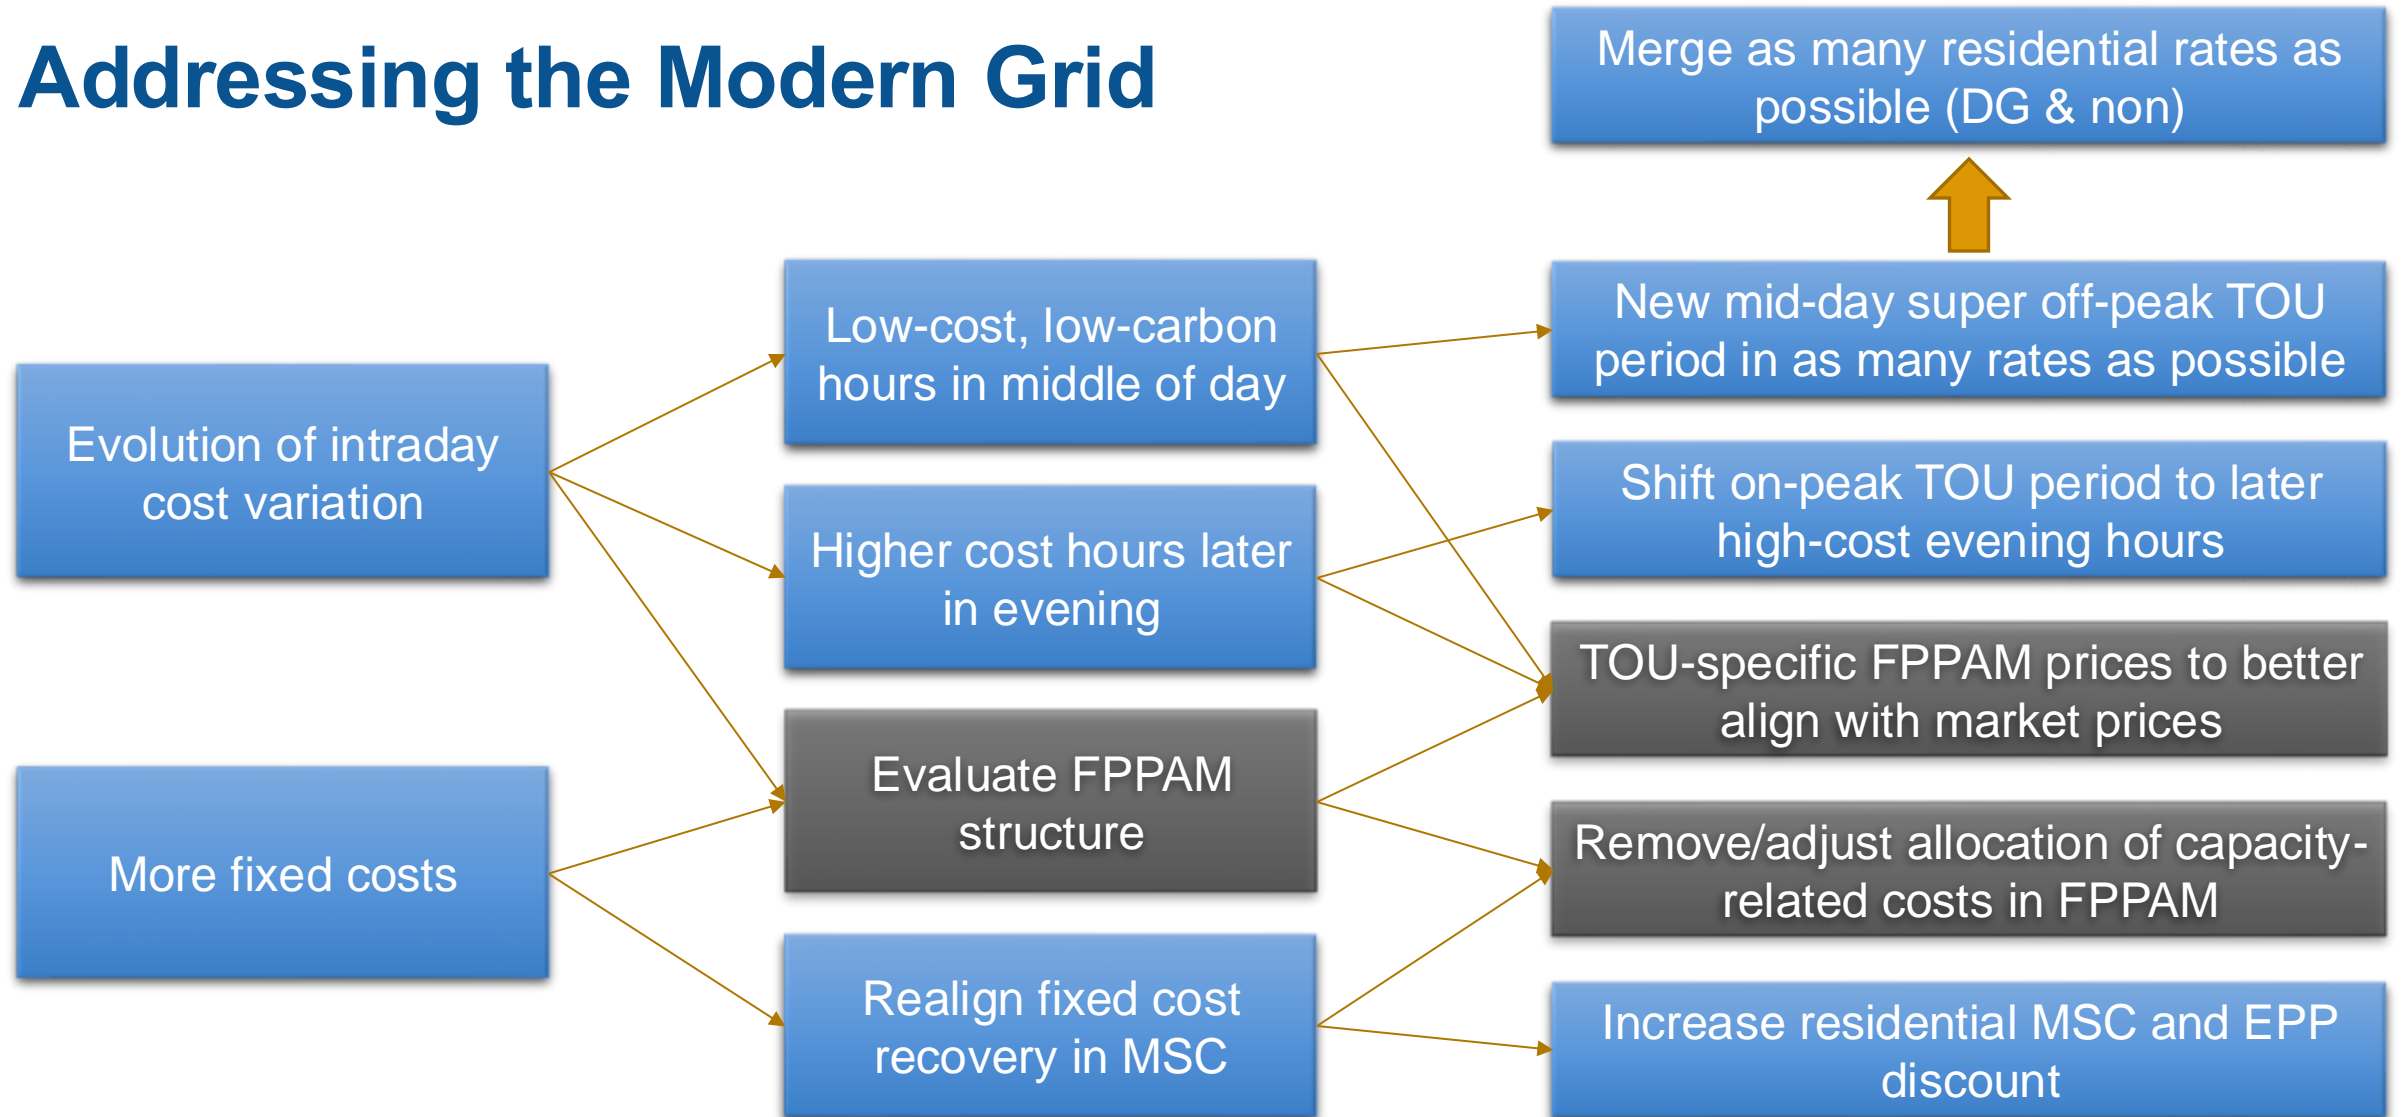 Addressing the Modern Grid
Merge as many residential rates as
possible (DG & non)
Evolution of intraday
cost variation
More fixed costs
Low-cost, low-carbon
hours in middle of day
Higher cost hours later
in evening
Evaluate FPPAM
structure
Realign fixed cost
recovery in MSC
New mid-day super off-peak TOU
period in as many rates as possible
Shift on-peak TOU period to later
high-cost evening hours
TOU-specific FPPAM prices to better
align with market prices
Remove/adjust allocation of capacity-
related costs in FPPAM
Increase residential MSC and EPP
discount